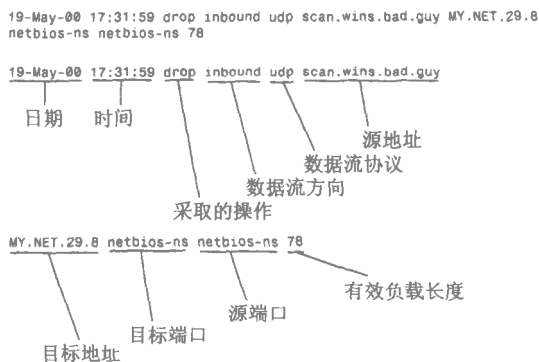 19-May-00 17:31:59 drop inbound udp scan.wins.bad.guy MY.NET.29.8
netbios-ns netbios-ns 78
19-May-00 17:31:59 drop inbound udp scan.wins.bad.guy
日期 时间
源地址
数据流协议
数据流方向
采取的操作
MY.NET.29.8 netbios-ns netbios-ns 78
有效负载长度
源端口
目标端口
目标地址